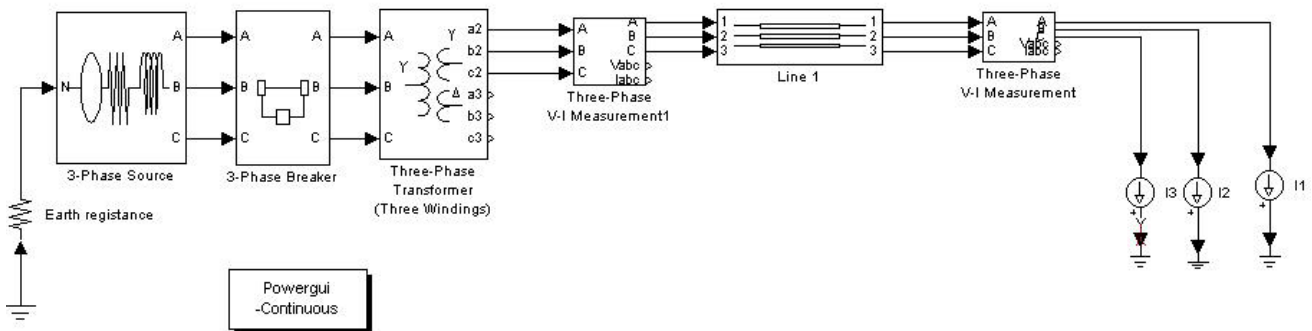 N A B C
3-Phase Source
A B C A B C
3-Phase Breaker
A B C Y Y Δ a2 b2 c2 a3 b3 c3
Three-Phase
Transformer
(Three Windings)
A B C A B C Vabc Iabc
Three-Phase
V-I Measurement1
1 2 3 1 2 3
Line 1
A B C A B Vabc Iabc
Three-Phase
V-I Measurement
Earth registance
I3 I2 I1
+ + +
Powergui
-Continuous